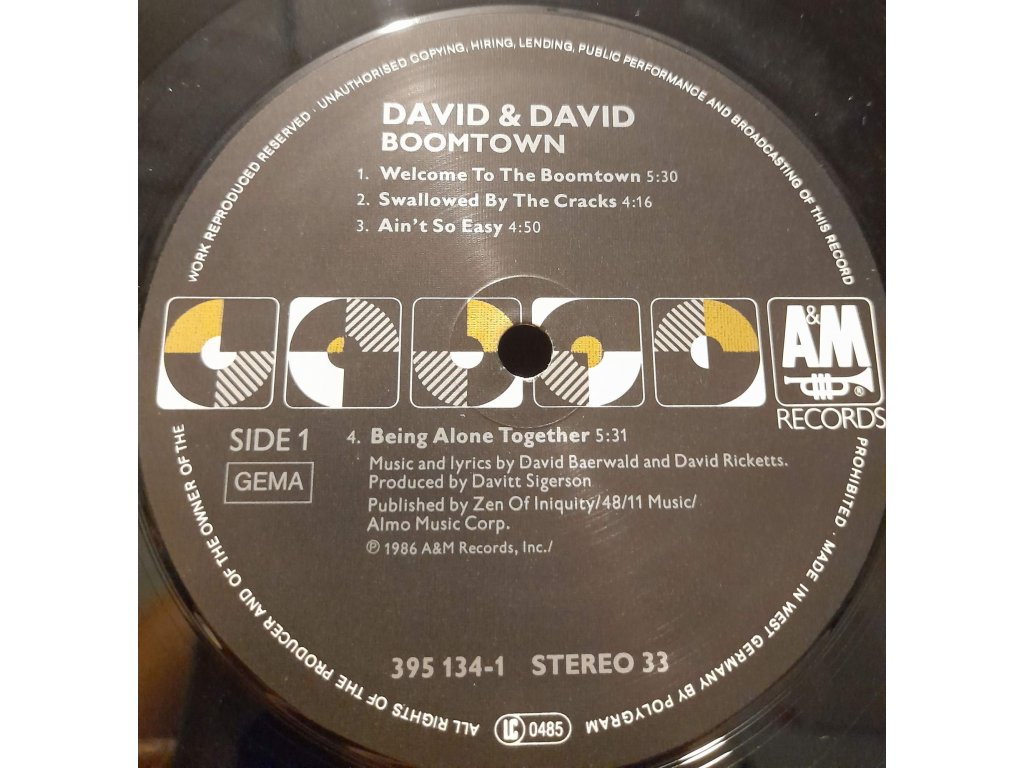 WORK REPRODUCED RESERVED · UNAUTHORISED COPYING, HIRING, LENDING, PUBLIC PERFORMANCE AND BROADCASTING OF THIS RECORD
DAVID & DAVID
BOOMTOWN
1. Welcome To The Boomtown 5:30
2. Swallowed By The Cracks 4:16
3. Ain't So Easy 4:50
A&M
®
RECORDS
SIDE 1
GEMA
4. Being Alone Together 5:31
Music and lyrics by David Baerwald and David Ricketts.
Produced by Davitt Sigerson
Published by Zen Of Iniquity/48/11 Music/
Almo Music Corp.
℗ 1986 A&M Records, Inc./
395 134-1 STEREO 33
PROHIBITED · MADE IN WEST GERMANY BY POLYGRAM
LC 0485
ALL RIGHTS OF THE PRODUCER AND OF THE OWNER OF THE